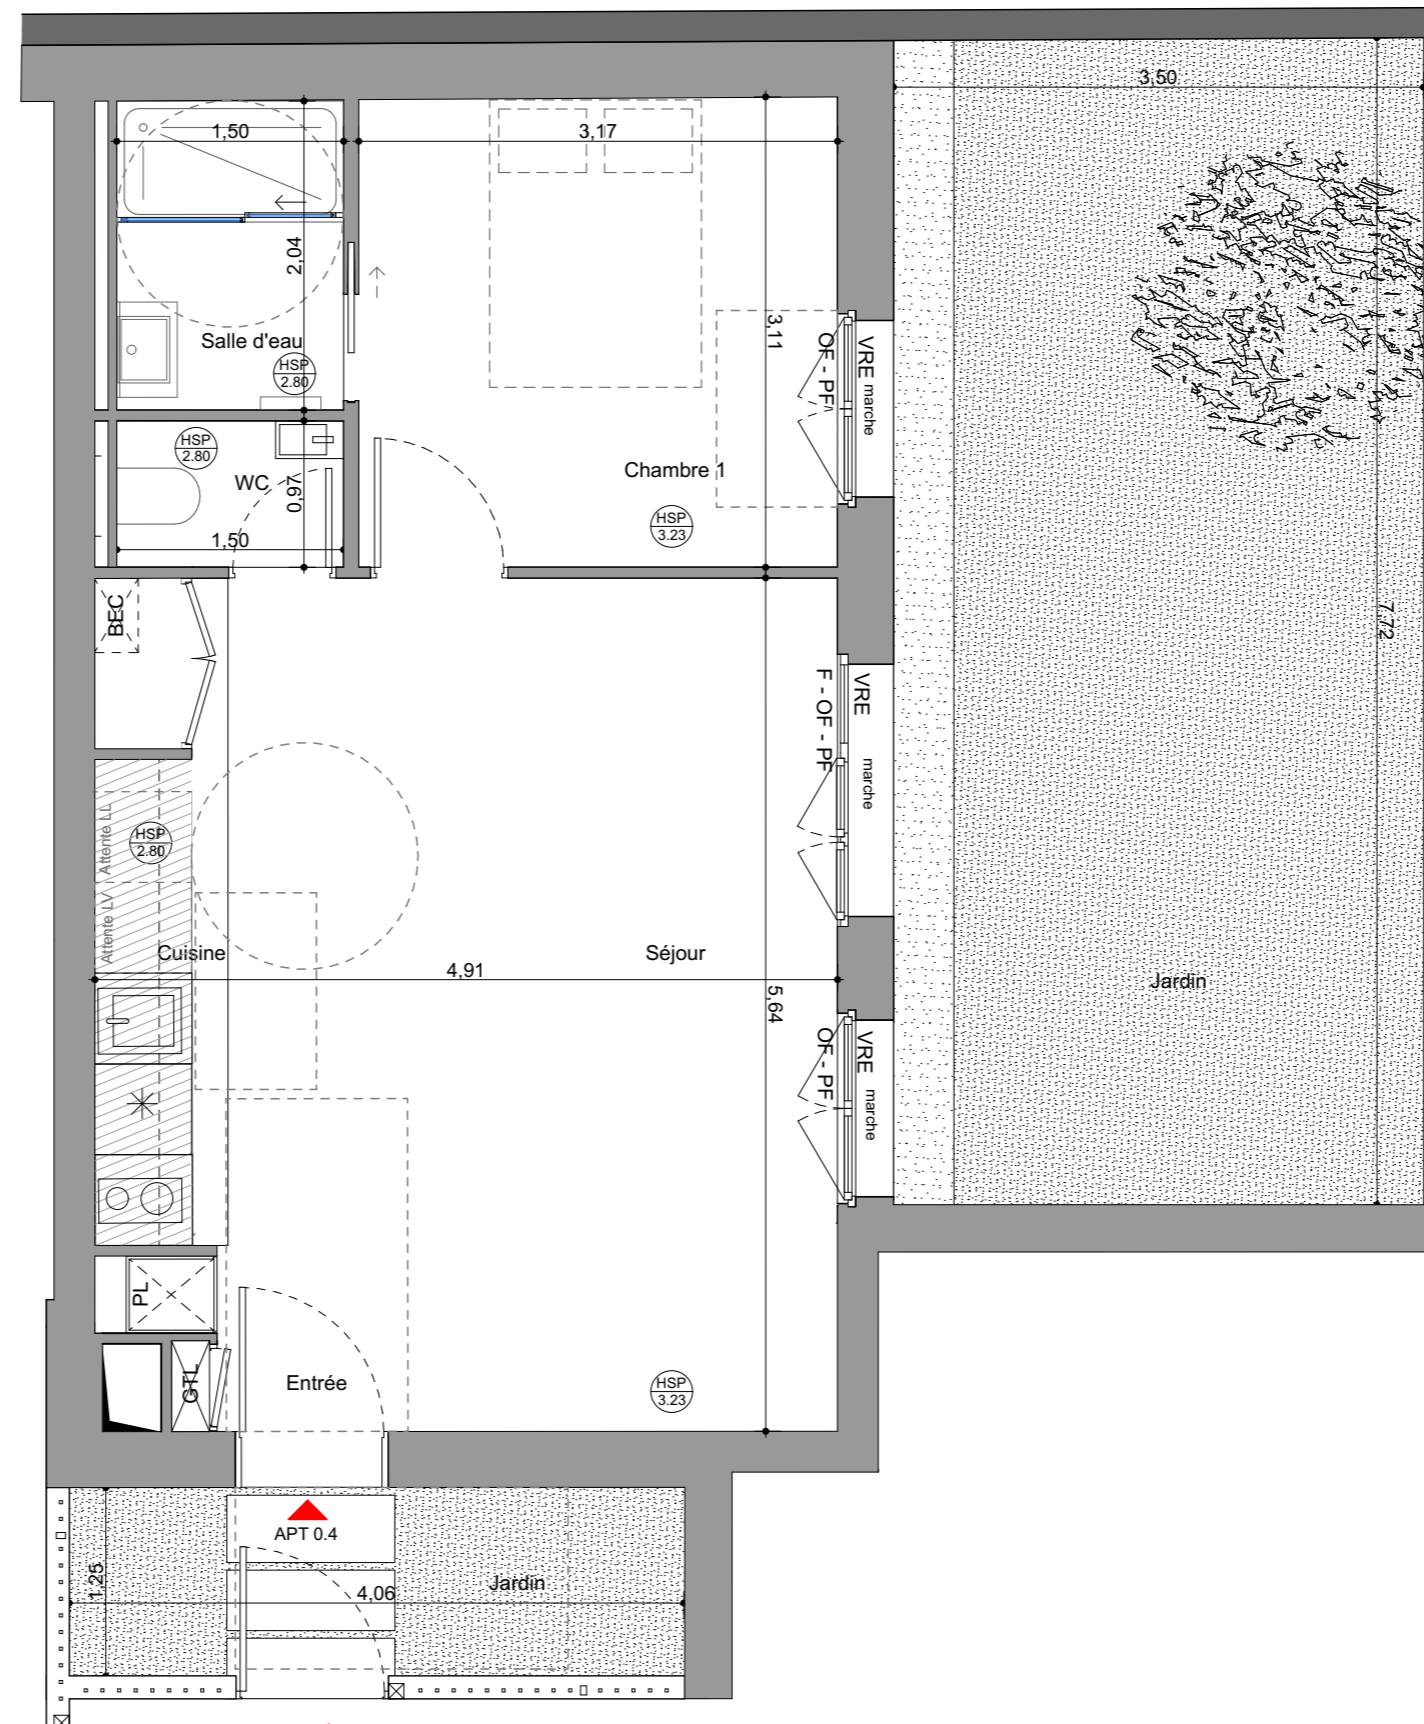 3,50
1,50
3,17
2,04
Salle d'eau
HSP
2.80
3,11
OF - PF
VRE
marche
HSP
2.80
WC
0,97
1,50
Chambre 1
HSP
3.23
BEC
7,72
F - OF - PF
VRE
marche
Attente LL
HSP
2.80
Attente LV
Cuisine
4,91
Séjour
5,64
Jardin
OF - PF
VRE
marche
PL
GTL
Entrée
HSP
3.23
APT 0.4
1,25
4,06
Jardin